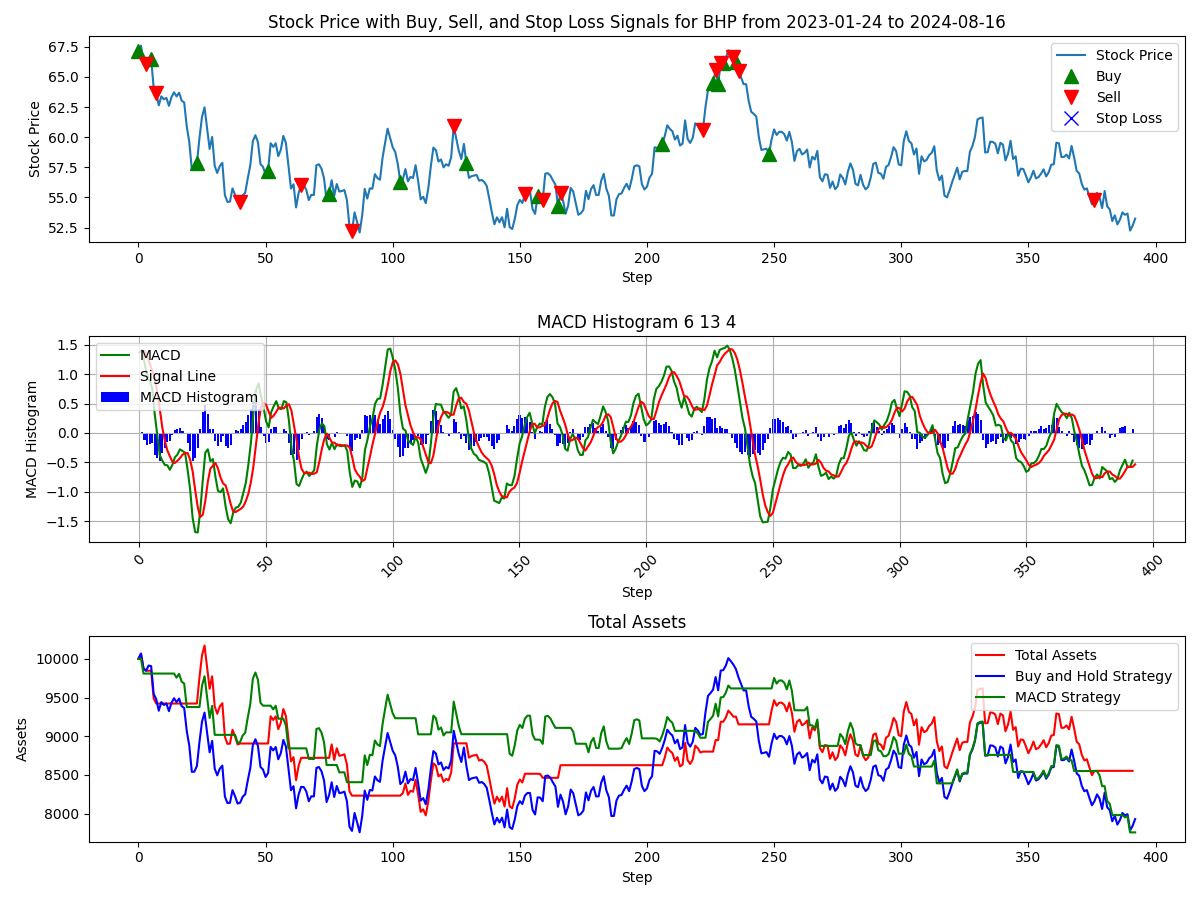 Stock Price with Buy, Sell, and Stop Loss Signals for BHP from 2023-01-24 to 2024-08-16
67.5
65.0
62.5
60.0
57.5
55.0
52.5
Stock Price
Stock Price
Buy
Sell
Stop Loss
0 50 100 150 200 250 300 350 400
Step
MACD Histogram 6 13 4
1.5
1.0
0.5
0.0
−0.5
−1.0
−1.5
MACD Histogram
MACD
Signal Line
MACD Histogram
0 50 100 150 200 250 300 350 400
Step
Total Assets
10000
9500
9000
8500
8000
Assets
Total Assets
Buy and Hold Strategy
MACD Strategy
0 50 100 150 200 250 300 350 400
Step